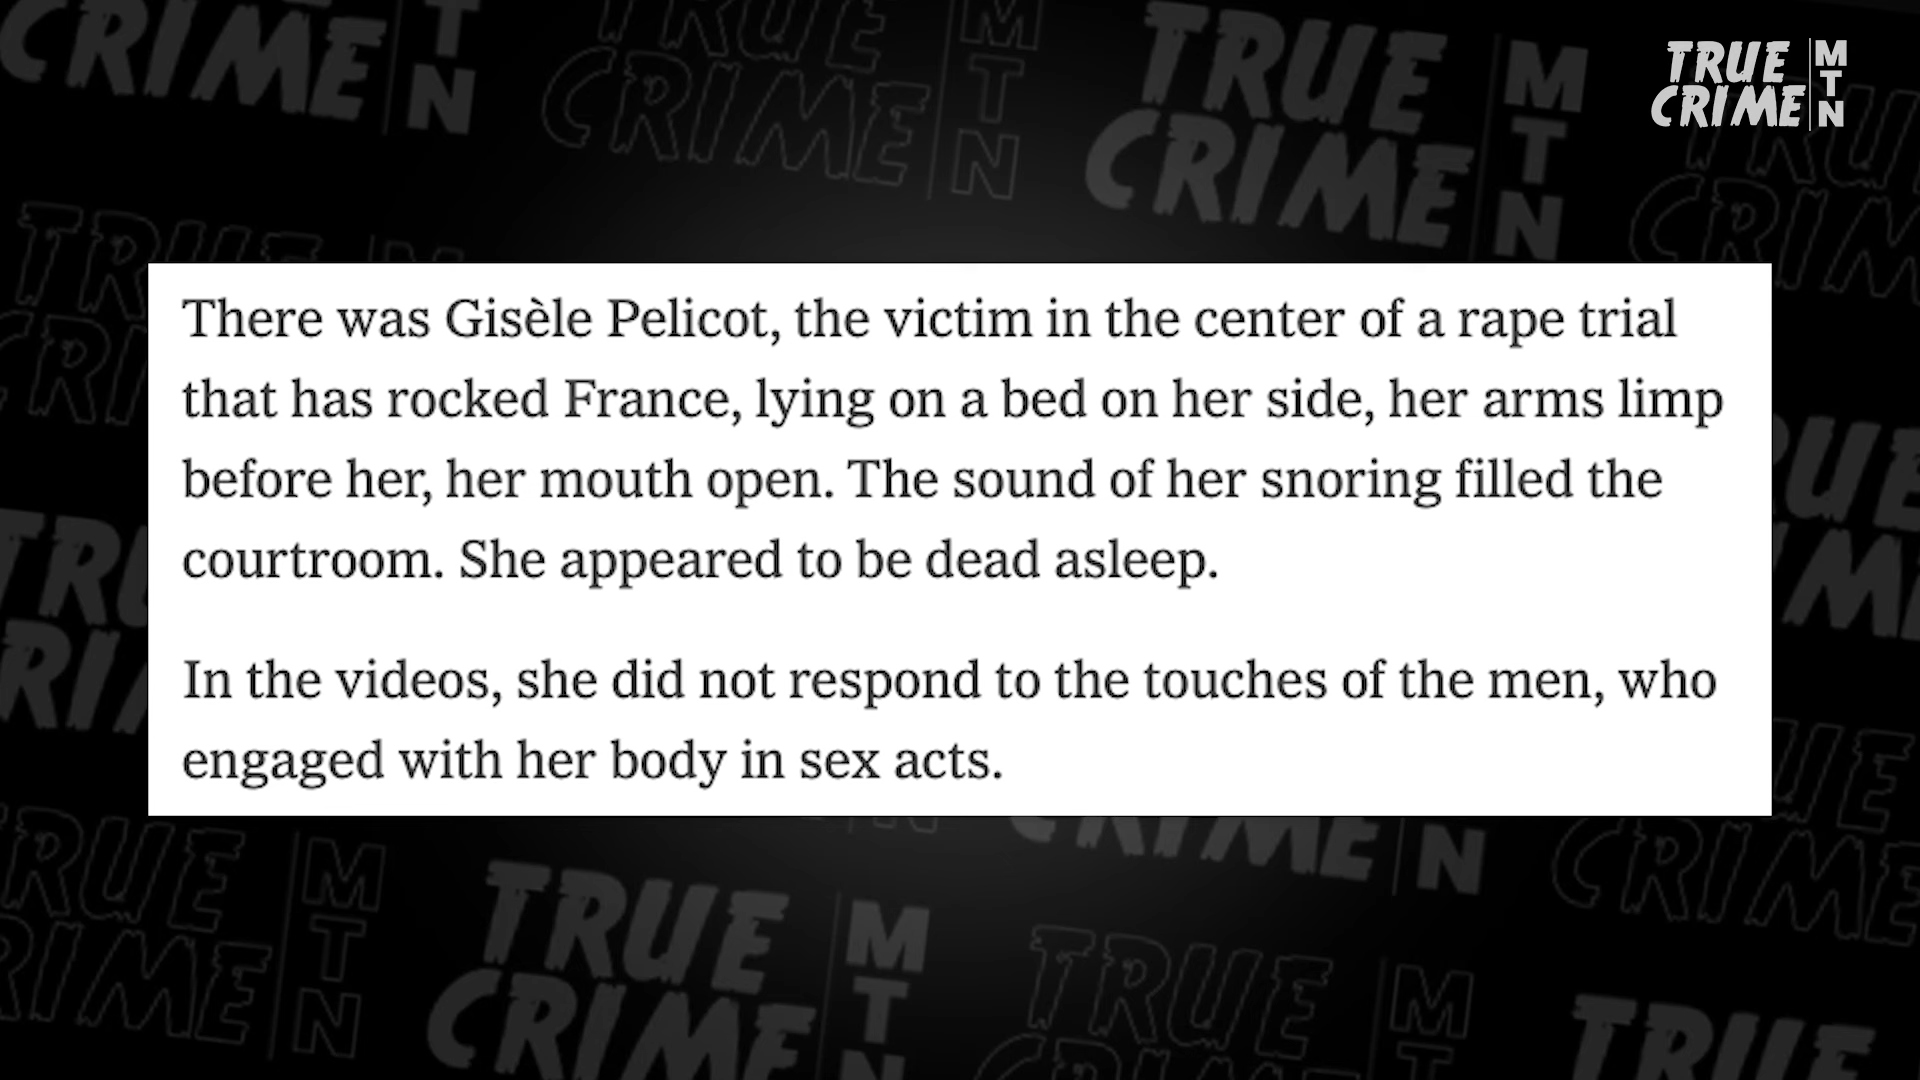 TRUE
CRIME
MTN
There was Gisèle Pelicot, the victim in the center of a rape trial
that has rocked France, lying on a bed on her side, her arms limp
before her, her mouth open. The sound of her snoring filled the
courtroom. She appeared to be dead asleep.
In the videos, she did not respond to the touches of the men, who
engaged with her body in sex acts.